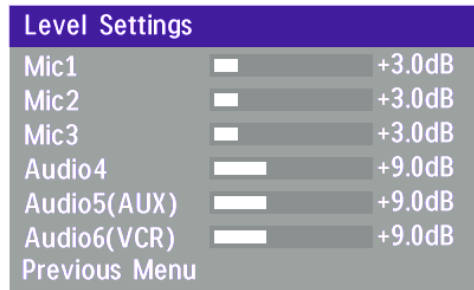 Level Settings
Mic1 +3.0dB
Mic2 +3.0dB
Mic3 +3.0dB
Audio4 +9.0dB
Audio5(AUX) +9.0dB
Audio6(VCR) +9.0dB
Previous Menu